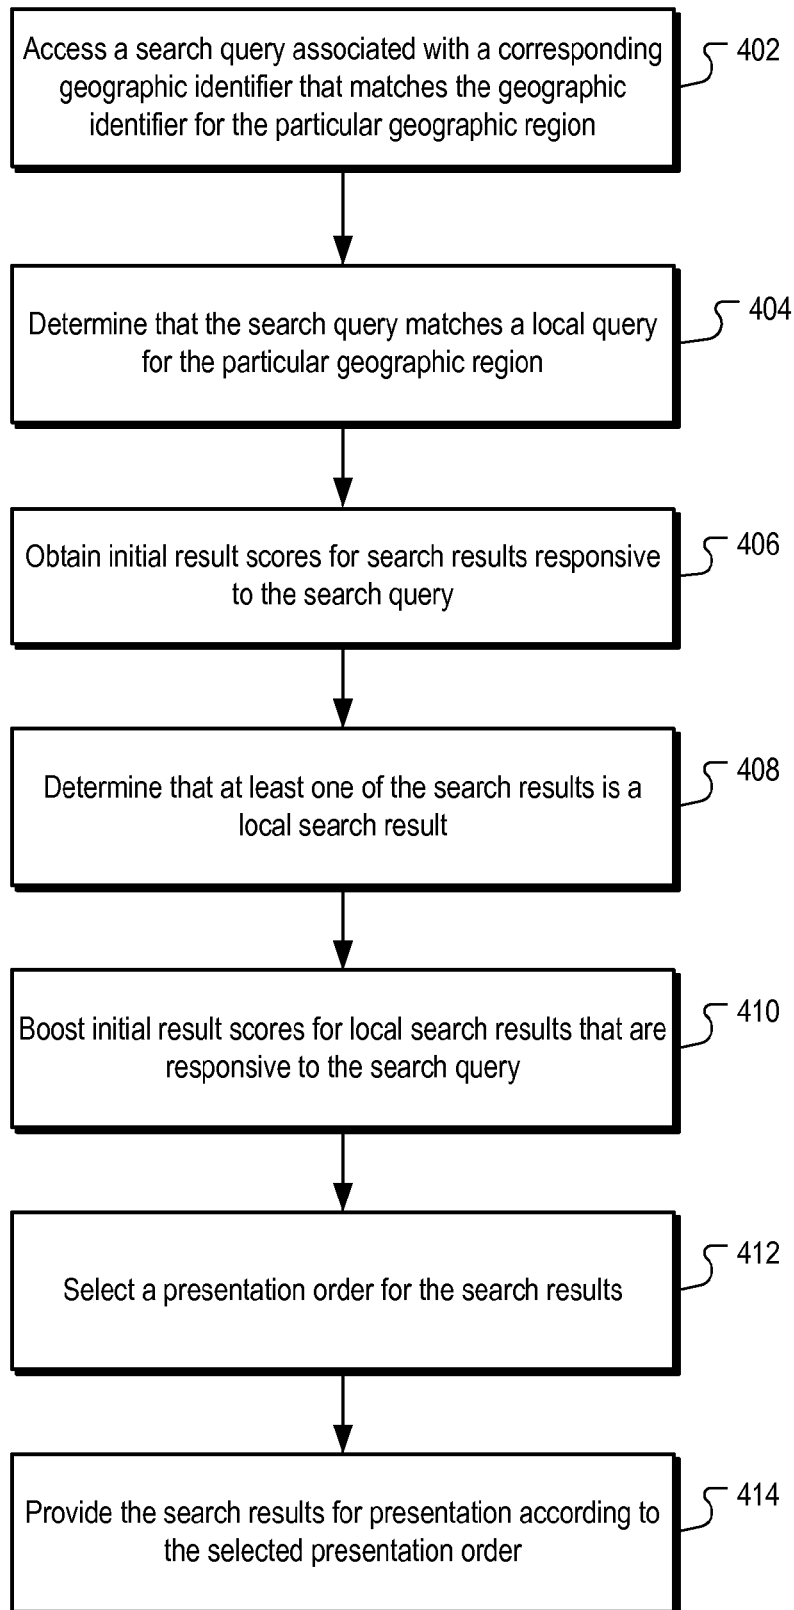 Access a search query associated with a corresponding
geographic identifier that matches the geographic
identifier for the particular geographic region
402
Determine that the search query matches a local query
for the particular geographic region
404
Obtain initial result scores for search results responsive
to the search query
406
Determine that at least one of the search results is a
local search result
408
Boost initial result scores for local search results that are
responsive to the search query
410
Select a presentation order for the search results
412
Provide the search results for presentation according to
the selected presentation order
414